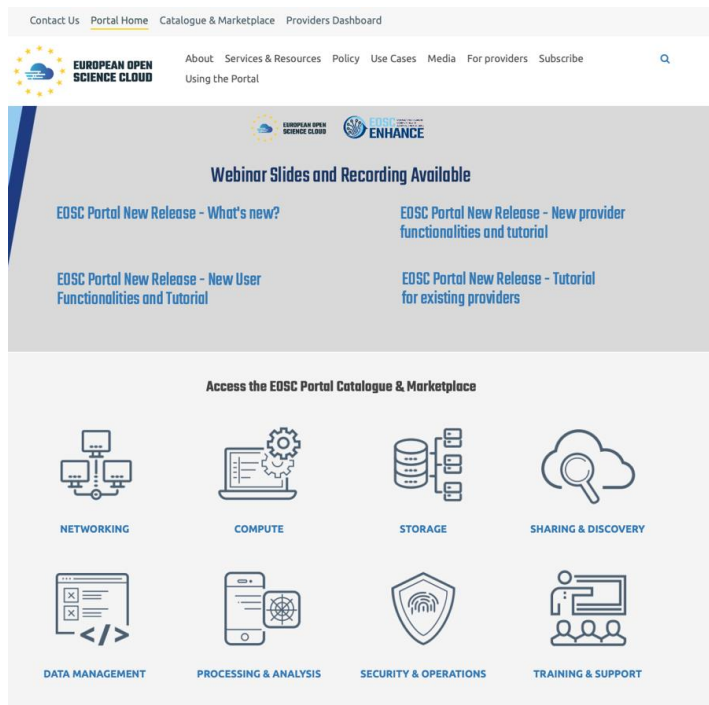 Contact Us Portal Home Catalogue & Marketplace Providers Dashboard
EUROPEAN OPEN
SCIENCE CLOUD
About Services & Resources Policy Use Cases Media For providers Subscribe
Using the Portal
EUROPEAN OPEN
SCIENCE CLOUD
EOSC
ENHANCE
Webinar Slides and Recording Available
EOSC Portal New Release - What's new?
EOSC Portal New Release - New provider
functionalities and tutorial
EOSC Portal New Release - New User
Functionalities and Tutorial
EOSC Portal New Release - Tutorial
for existing providers
Access the EOSC Portal Catalogue & Marketplace
NETWORKING
COMPUTE
STORAGE
SHARING & DISCOVERY
DATA MANAGEMENT
PROCESSING & ANALYSIS
SECURITY & OPERATIONS
TRAINING & SUPPORT